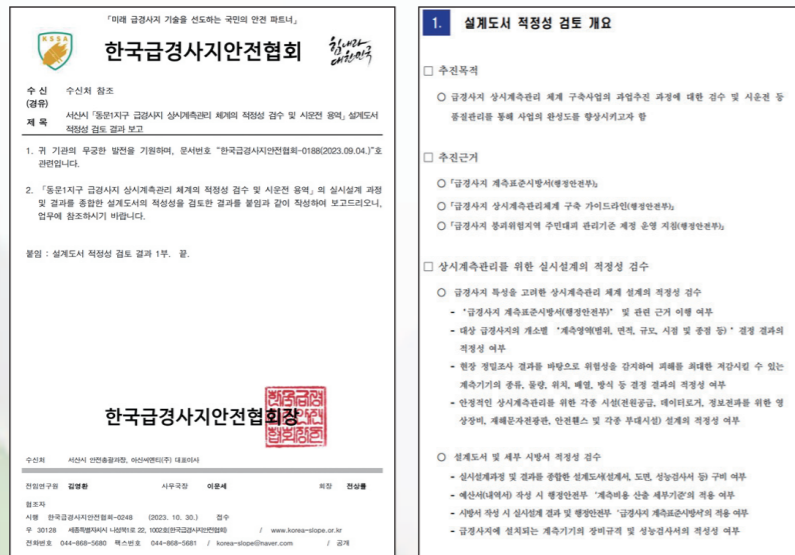 「미래 급경사지 기술을 선도하는 국민의 안전 파트너」
KSSA
한국급경사지안전협회
힘내라 대한민국
수 신 수신처 참조
(경유)
제 목 서산시「동문1지구 급경사지 상시계측관리 체계의 적정성 검수 및 시운전 용역」설계도서
적정성 검토 결과 보고
1. 귀 기관의 무궁한 발전을 기원하며, 문서번호 "한국급경사지안전협회-0188(2023.09.04.)"호
관련입니다.
2. 「동문1지구 급경사지 상시계측관리 체계의 적정성 검수 및 시운전 용역」의 실시설계 과정
및 결과를 종합한 설계도서의 적정성을 검토한 결과를 붙임과 같이 작성하여 보고드리오니,
업무에 참조하시기 바랍니다.
붙임 : 설계도서 적정성 검토 결과 1부. 끝.
한국급경사지안전협회장
수신처 서산시 안전총괄과장, 아산씨엔티(주) 대표이사
전임연구원 김영환 사무국장 이문세 회장 전상률
협조자
시행 한국급경사지안전협회-0248 (2023. 10. 30.) 접수
우 30128 세종특별자치시 나성북1로 22, 1002호(한국급경사지안전협회) / www.korea-slope.or.kr
전화번호 044-868-5680 팩스번호 044-868-5681 / korea-slope@naver.com / 공개
1. 설계도서 적정성 검토 개요
□ 추진목적
○ 급경사지 상시계측관리 체계 구축사업의 과업추진 과정에 대한 검수 및 시운전 등
품질관리를 통해 사업의 완성도를 향상시키고자 함
□ 추진근거
○「급경사지 계측표준시방서(행정안전부)」
○「급경사지 상시계측관리체계 구축 가이드라인(행정안전부)」
○「급경사지 붕괴위험지역 주민대피 관리기준 제정 운영 지침(행정안전부)」
□ 상시계측관리를 위한 실시설계의 적정성 검수
○ 급경사지 특성을 고려한 상시계측관리 체계 설계의 적정성 검수
- '급경사지 계측표준시방서(행정안전부)' 및 관련 근거 이행 여부
- 대상 급경사지의 개소별 '계측영역(범위, 면적, 규모, 시점 및 종점 등)' 결정 결과의
적정성 여부
- 현장 정밀조사 결과를 바탕으로 위험성을 감지하여 피해를 최대한 저감시킬 수 있는
계측기기의 종류, 물량, 위치, 배열, 방식 등 결정 결과의 적정성 여부
- 안정적인 상시계측관리를 위한 각종 시설(전원공급, 데이터로거, 정보전파를 위한 영
상장비, 재해문자전광판, 안전휀스 및 각종 부대시설) 설계의 적정성 여부
○ 설계도서 및 세부 시방서 적정성 검수
- 실시설계과정 및 결과를 종합한 설계도서(설계서, 도면, 성능검사서 등) 구비 여부
- 예산서(내역서) 작성 시 행정안전부 '계측비용 산출 세부기준'의 적용 여부
- 시방서 작성 시 실시설계 결과 및 행정안전부 '급경사지 계측표준시방서'의 적용 여부
- 급경사지에 설치되는 계측기기의 장비규격 및 성능검사서의 적정성 여부